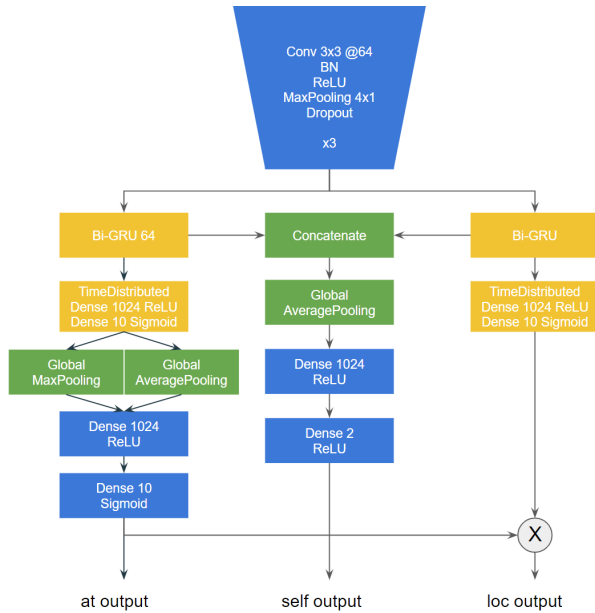 Conv 3x3 @64
BN
ReLU
MaxPooling 4x1
Dropout
x3
Bi-GRU 64
Concatenate
Bi-GRU
TimeDistributed
Dense 1024 ReLU
Dense 10 Sigmoid
Global
AveragePooling
TimeDistributed
Dense 1024 ReLU
Dense 10 Sigmoid
Global
MaxPooling
Global
AveragePooling
Dense 1024
ReLU
Dense 1024
ReLU
Dense 2
ReLU
Dense 10
Sigmoid
X
at output
self output
loc output